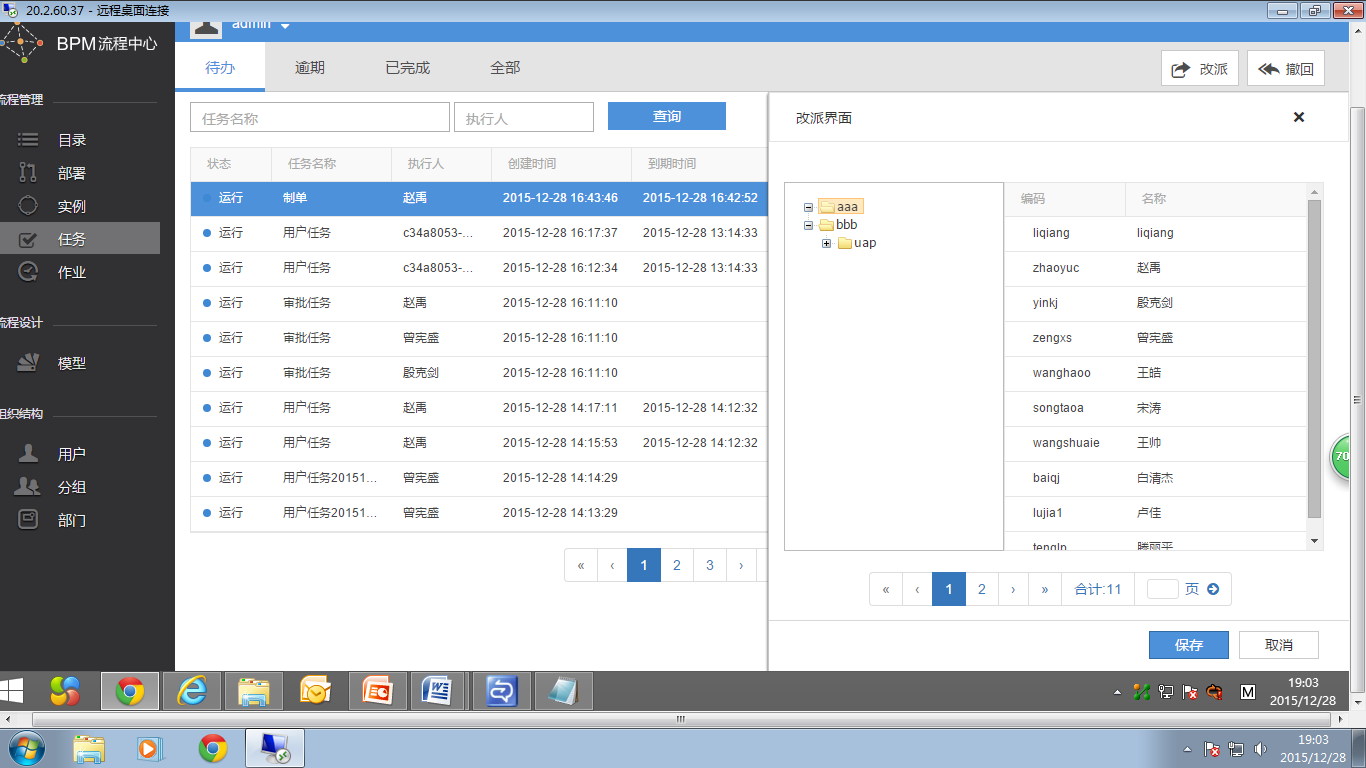 20.2.60.37 - 远程桌面连接
admin
BPM流程中心
待办 逾期 已完成 全部
改派 撤回
流程管理
目录
部署
实例
任务
作业
流程设计
模型
组织结构
用户
分组
部门
任务名称 执行人 查询
状态 任务名称 执行人 创建时间 到期时间
运行 制单 赵禹 2015-12-28 16:43:46 2015-12-28 16:42:52
运行 用户任务 c34a8053-... 2015-12-28 16:17:37 2015-12-28 13:14:33
运行 用户任务 c34a8053-... 2015-12-28 16:12:34 2015-12-28 13:14:33
运行 审批任务 赵禹 2015-12-28 16:11:10
运行 审批任务 曾宪盛 2015-12-28 16:11:10
运行 审批任务 殷克剑 2015-12-28 16:11:10
运行 用户任务 赵禹 2015-12-28 14:17:11 2015-12-28 14:12:32
运行 用户任务 赵禹 2015-12-28 14:15:53 2015-12-28 14:12:32
运行 用户任务20151... 曾宪盛 2015-12-28 14:14:29
运行 用户任务20151... 曾宪盛 2015-12-28 14:13:29
« ‹ 1 2 3 ›
改派界面
aaa
bbb
uap
编码 名称
liqiang liqiang
zhaoyuc 赵禹
yinkj 殷克剑
zengxs 曾宪盛
wanghaoo 王皓
songtaoa 宋涛
wangshuaie 王帅
baiqj 白清杰
lujia1 卢佳
tenglp 滕丽平
« ‹ 1 2 › » 合计:11 页
保存 取消
70
M
19:03
2015/12/28
19:03
2015/12/28